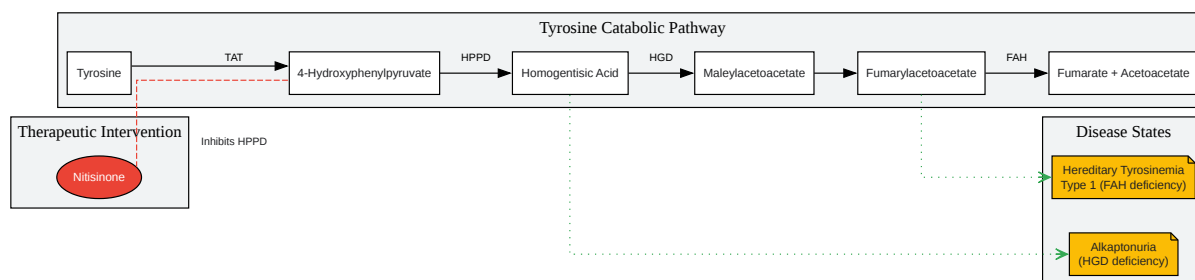 Tyrosine Catabolic Pathway
TAT
HPPD
HGD
FAH
Tyrosine
4-Hydroxyphenylpyruvate
Homogentisic Acid
Maleylacetoacetate
Fumarylacetoacetate
Fumarate + Acetoacetate
Therapeutic Intervention
Inhibits HPPD
Nitisinone
Disease States
Hereditary Tyrosinemia
Type 1 (FAH deficiency)
Alkaptonuria
(HGD deficiency)